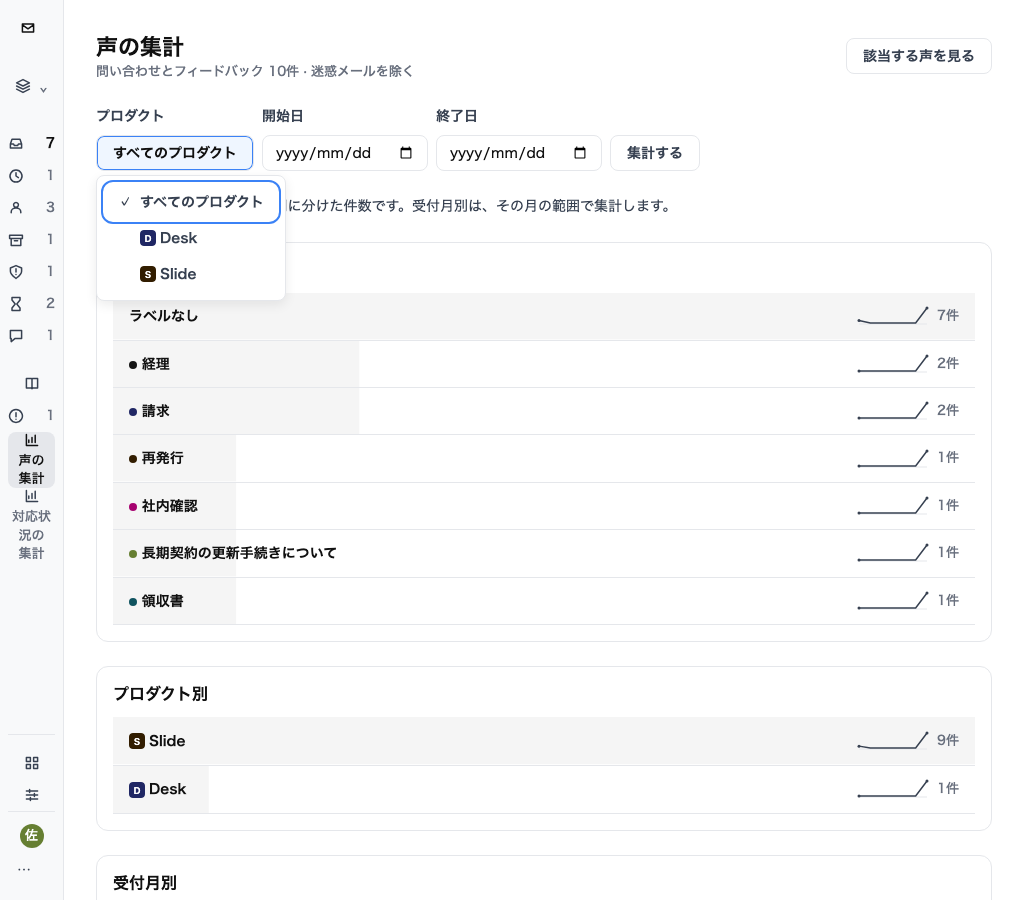 声の集計
問い合わせとフィードバック 10件 · 迷惑メールを除く
該当する声を見る
プロダクト
開始日
終了日
すべてのプロダクト
yyyy/mm/dd
yyyy/mm/dd
集計する
✓ すべてのプロダクト
D Desk
S Slide
に分けた件数です。受付月別は、その月の範囲で集計します。
ラベルなし 7件
経理 2件
請求 2件
再発行 1件
社内確認 1件
長期契約の更新手続きについて 1件
領収書 1件
プロダクト別
S Slide 9件
D Desk 1件
受付月別
7
1
3
1
1
2
1
1
声の
集計
対応状
況の
集計
佐
…